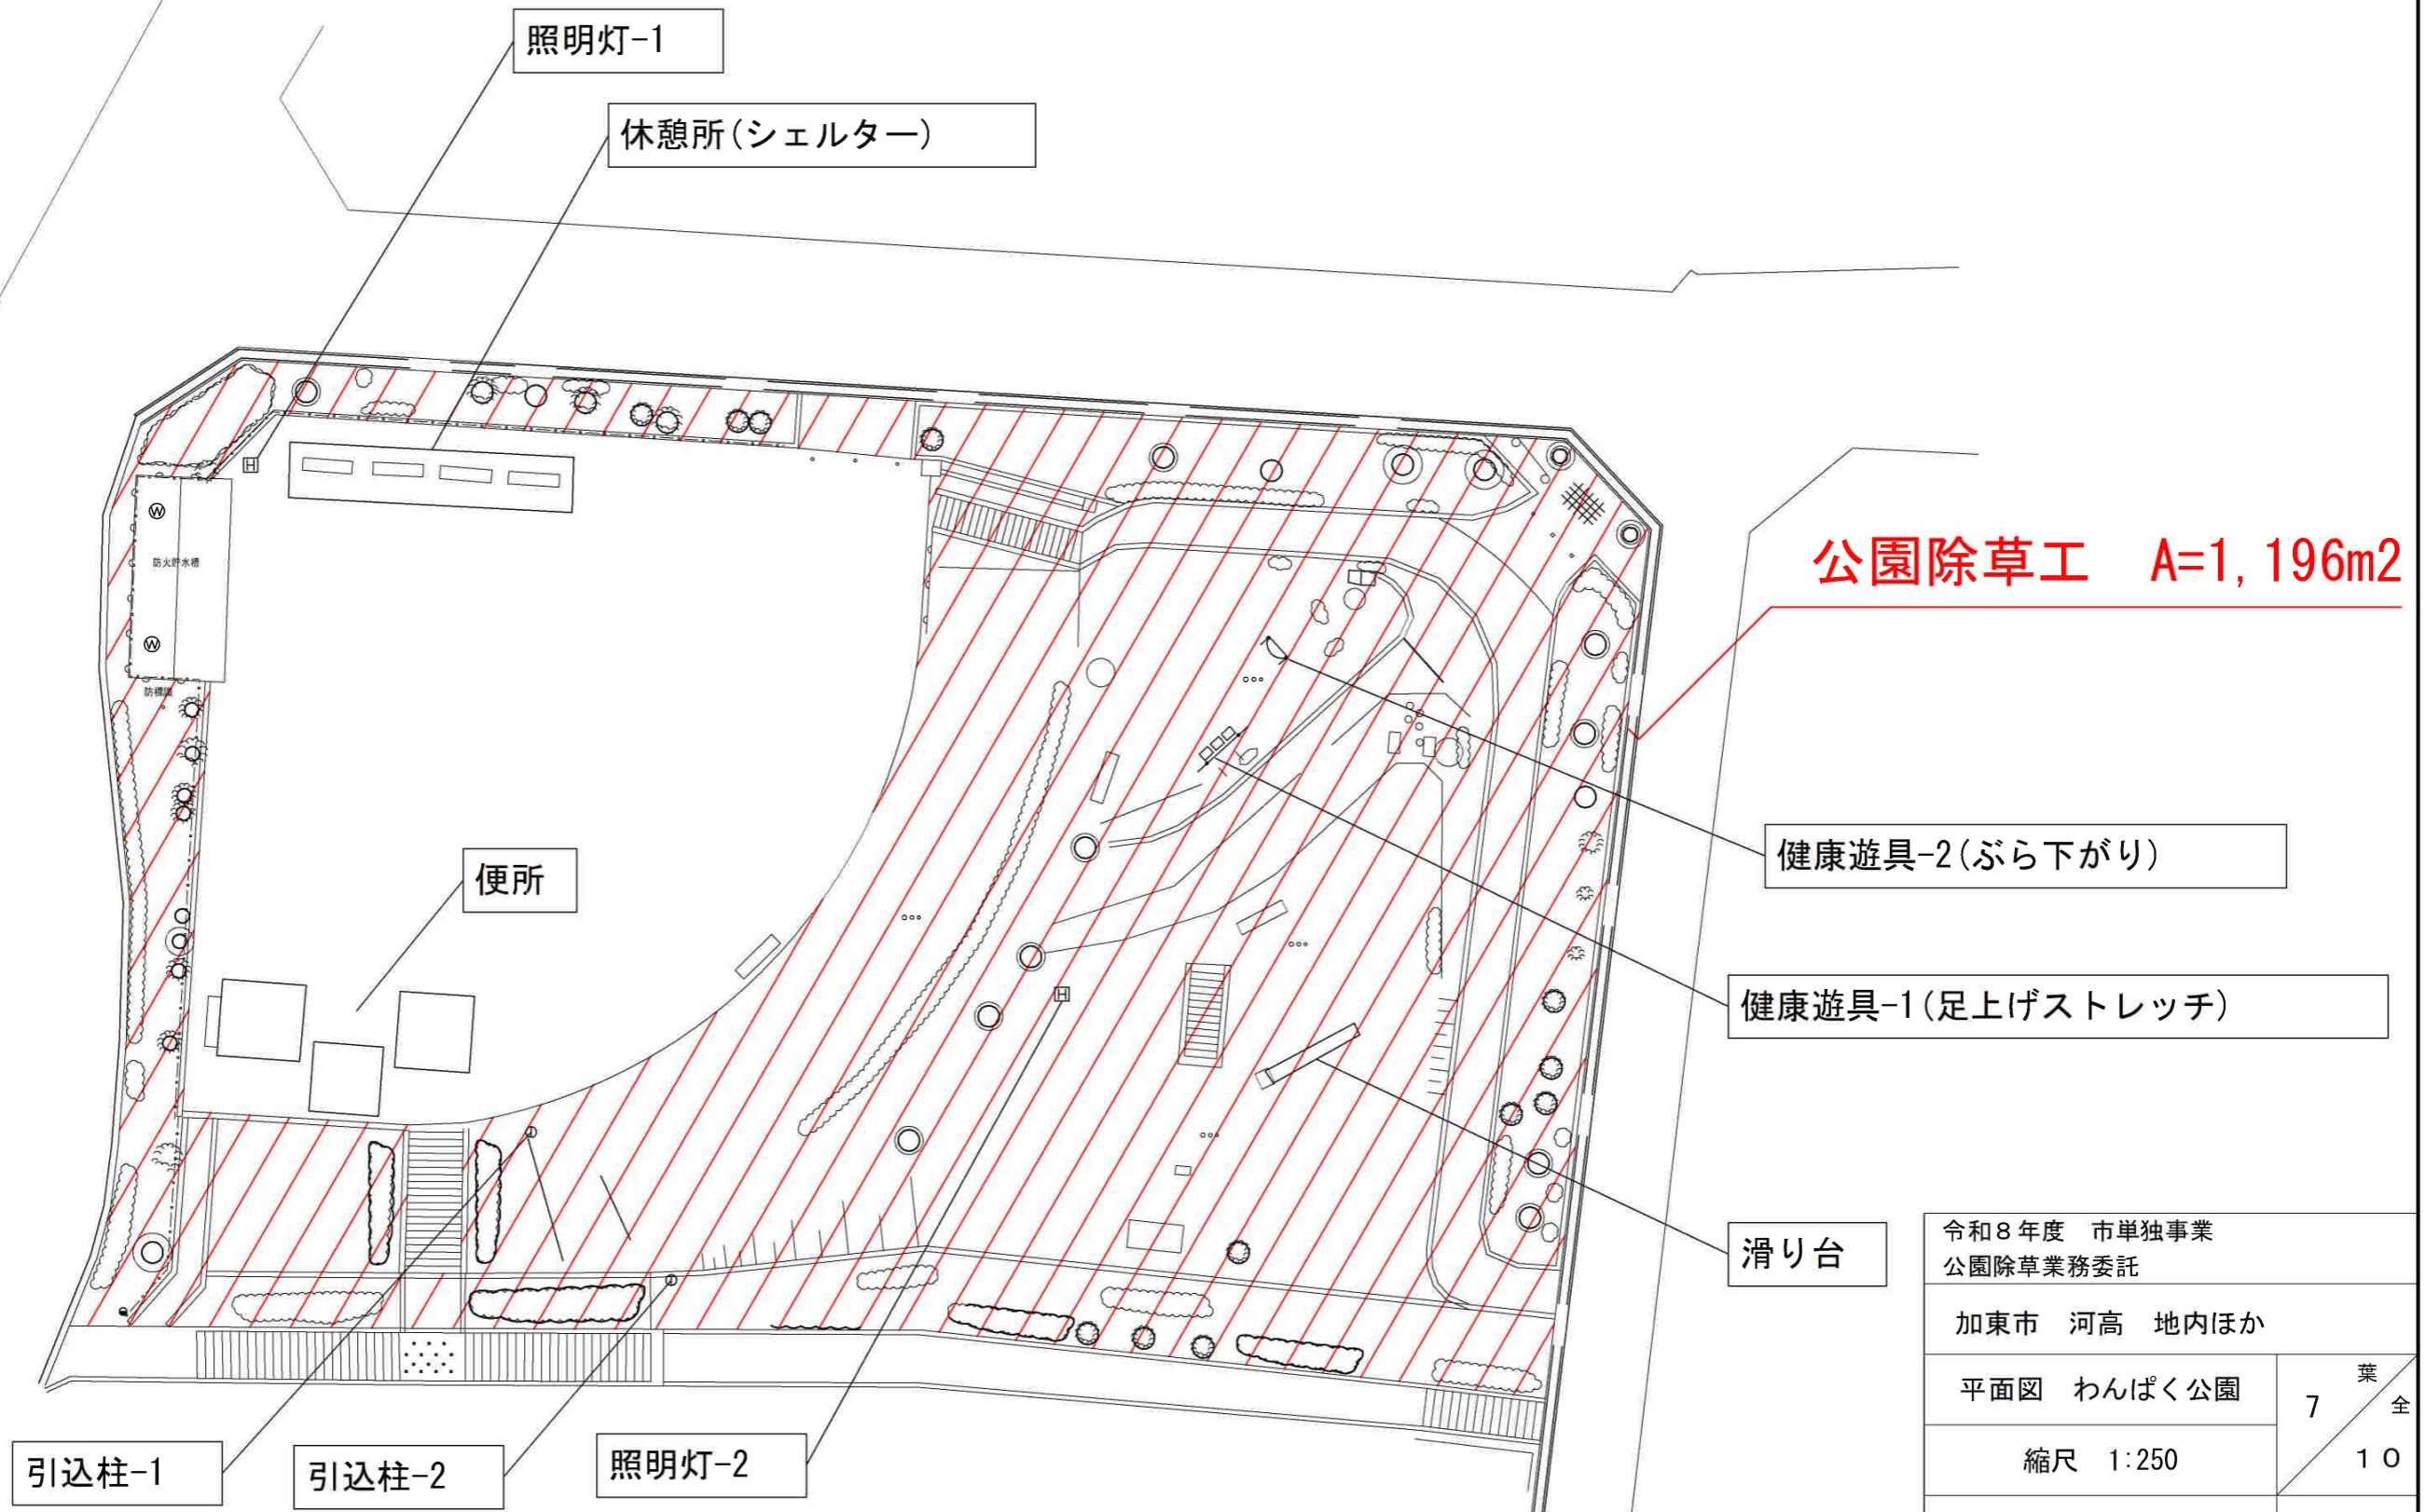 照明灯-1
休憩所(シェルター)
公園除草工　A=1,196m2
防火貯水槽
W
W
H
防標識
便所
健康遊具-2(ぶら下がり)
健康遊具-1(足上げストレッチ)
H
滑り台
引込柱-1
引込柱-2
照明灯-2
令和8年度　市単独事業
公園除草業務委託
加東市　河高　地内ほか
平面図　わんぱく公園
7 葉
全 10
縮尺　1:250